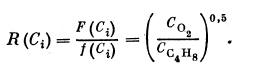 R(C_i) = F(C_i) / f(C_i) = (C_{O_2} / C_{C_4H_8})^{0,5}.